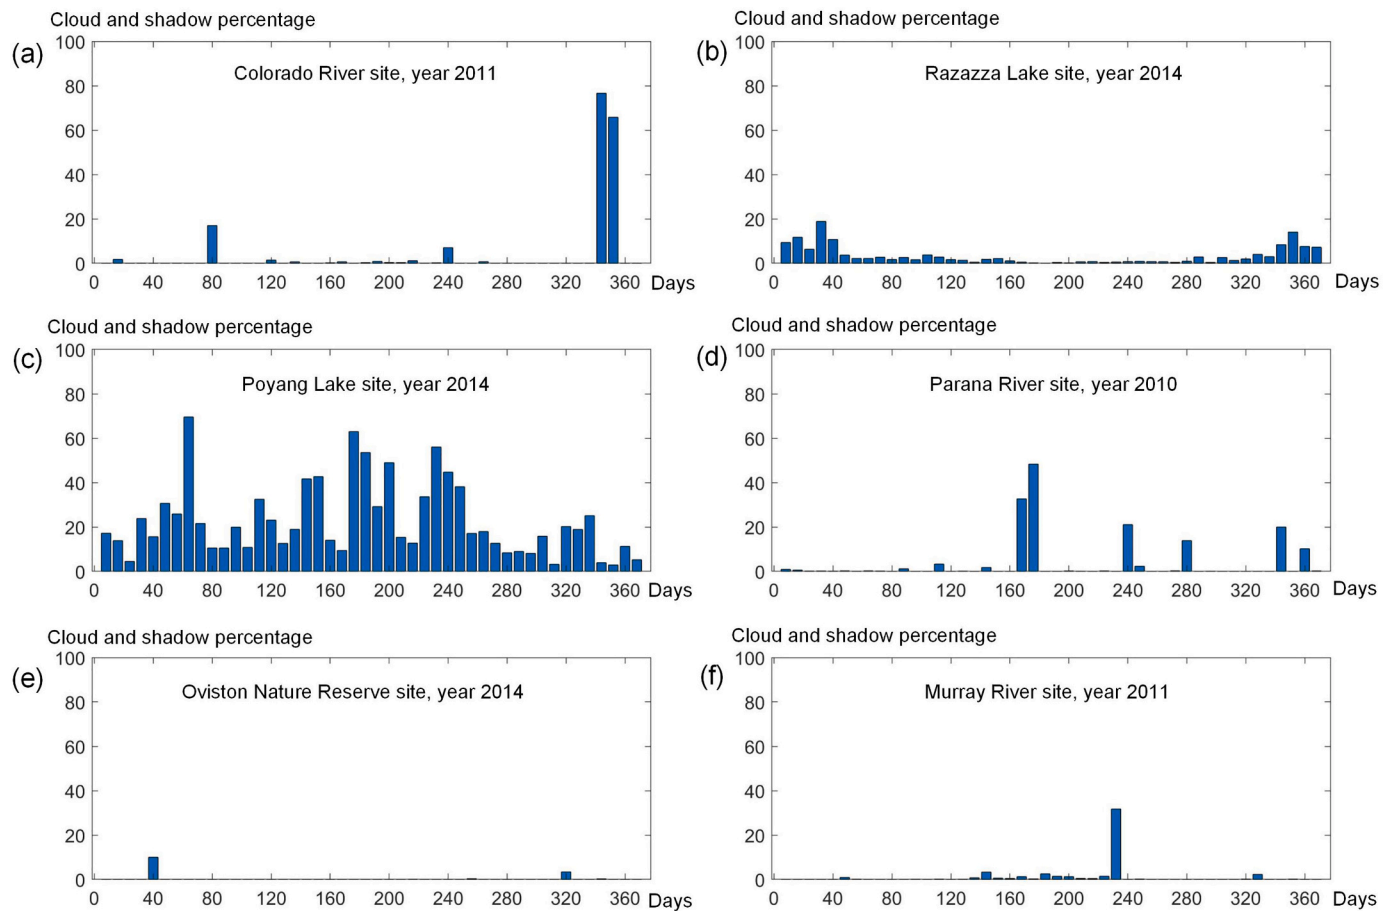 Cloud and shadow percentage
(a)
Colorado River site, year 2011
100
80
60
40
20
0
0 40 80 120 160 200 240 280 320 360 Days
Cloud and shadow percentage
(b)
Razazza Lake site, year 2014
100
80
60
40
20
0
0 40 80 120 160 200 240 280 320 360 Days
Cloud and shadow percentage
(c)
Poyang Lake site, year 2014
100
80
60
40
20
0
0 40 80 120 160 200 240 280 320 360 Days
Cloud and shadow percentage
(d)
Parana River site, year 2010
100
80
60
40
20
0
0 40 80 120 160 200 240 280 320 360 Days
Cloud and shadow percentage
(e)
Oviston Nature Reserve site, year 2014
100
80
60
40
20
0
0 40 80 120 160 200 240 280 320 360 Days
Cloud and shadow percentage
(f)
Murray River site, year 2011
100
80
60
40
20
0
0 40 80 120 160 200 240 280 320 360 Days